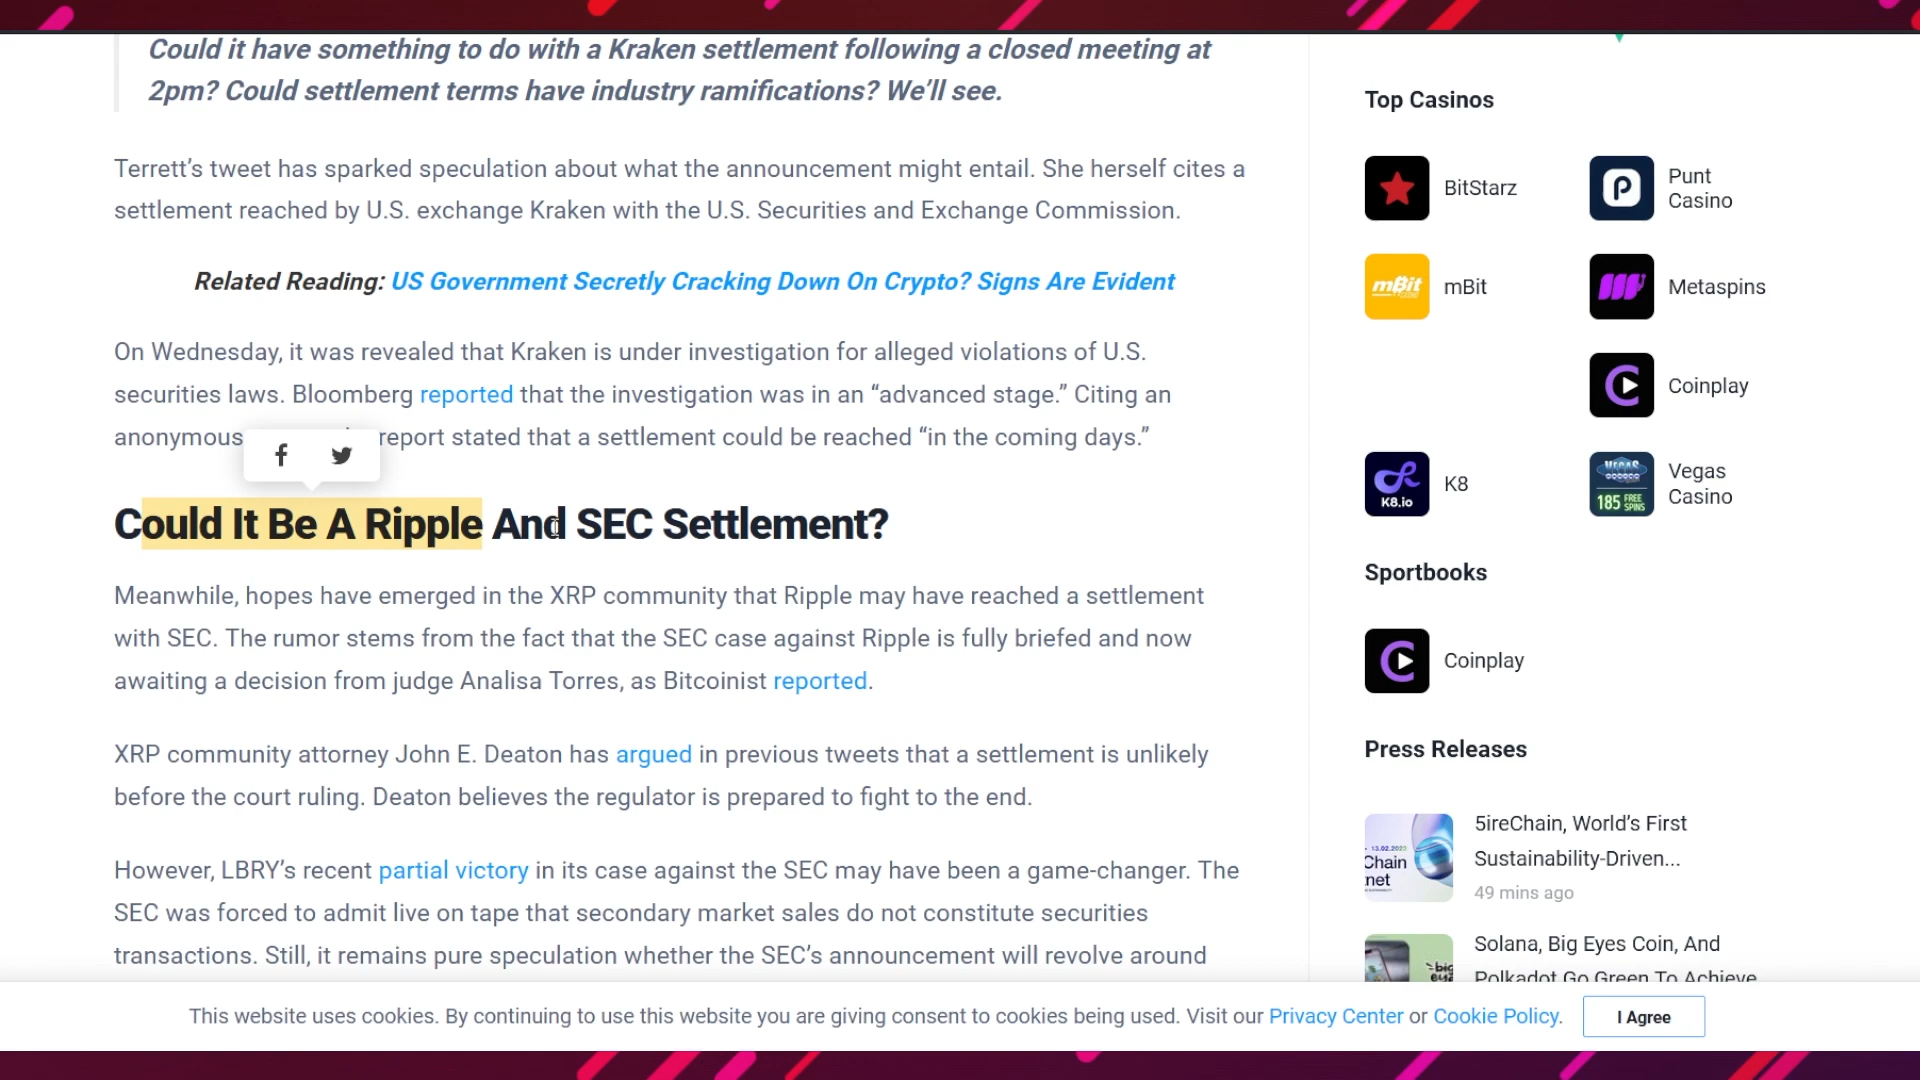 Could it have something to do with a Kraken settlement following a closed meeting at
2pm? Could settlement terms have industry ramifications? We’ll see.
Terrett’s tweet has sparked speculation about what the announcement might entail. She herself cites a
settlement reached by U.S. exchange Kraken with the U.S. Securities and Exchange Commission.
Related Reading: US Government Secretly Cracking Down On Crypto? Signs Are Evident
On Wednesday, it was revealed that Kraken is under investigation for alleged violations of U.S.
securities laws. Bloomberg reported that the investigation was in an “advanced stage.” Citing an
anonymous report stated that a settlement could be reached “in the coming days.”
Could It Be A Ripple And SEC Settlement?
Meanwhile, hopes have emerged in the XRP community that Ripple may have reached a settlement
with SEC. The rumor stems from the fact that the SEC case against Ripple is fully briefed and now
awaiting a decision from judge Analisa Torres, as Bitcoinist reported.
XRP community attorney John E. Deaton has argued in previous tweets that a settlement is unlikely
before the court ruling. Deaton believes the regulator is prepared to fight to the end.
However, LBRY’s recent partial victory in its case against the SEC may have been a game-changer. The
SEC was forced to admit live on tape that secondary market sales do not constitute securities
transactions. Still, it remains pure speculation whether the SEC’s announcement will revolve around
Top Casinos
BitStarz
Punt
Casino
mBit
mBit
Metaspins
Coinplay
K8.io
K8
VEGAS
185 FREE
SPINS
Vegas
Casino
Sportbooks
Coinplay
Press Releases
13.02.2023
Chain
net
5ireChain, World’s First
Sustainability-Driven...
49 mins ago
big
eye
Solana, Big Eyes Coin, And
Polkadot Go Green To Achieve
This website uses cookies. By continuing to use this website you are giving consent to cookies being used. Visit our Privacy Center or Cookie Policy.
I Agree